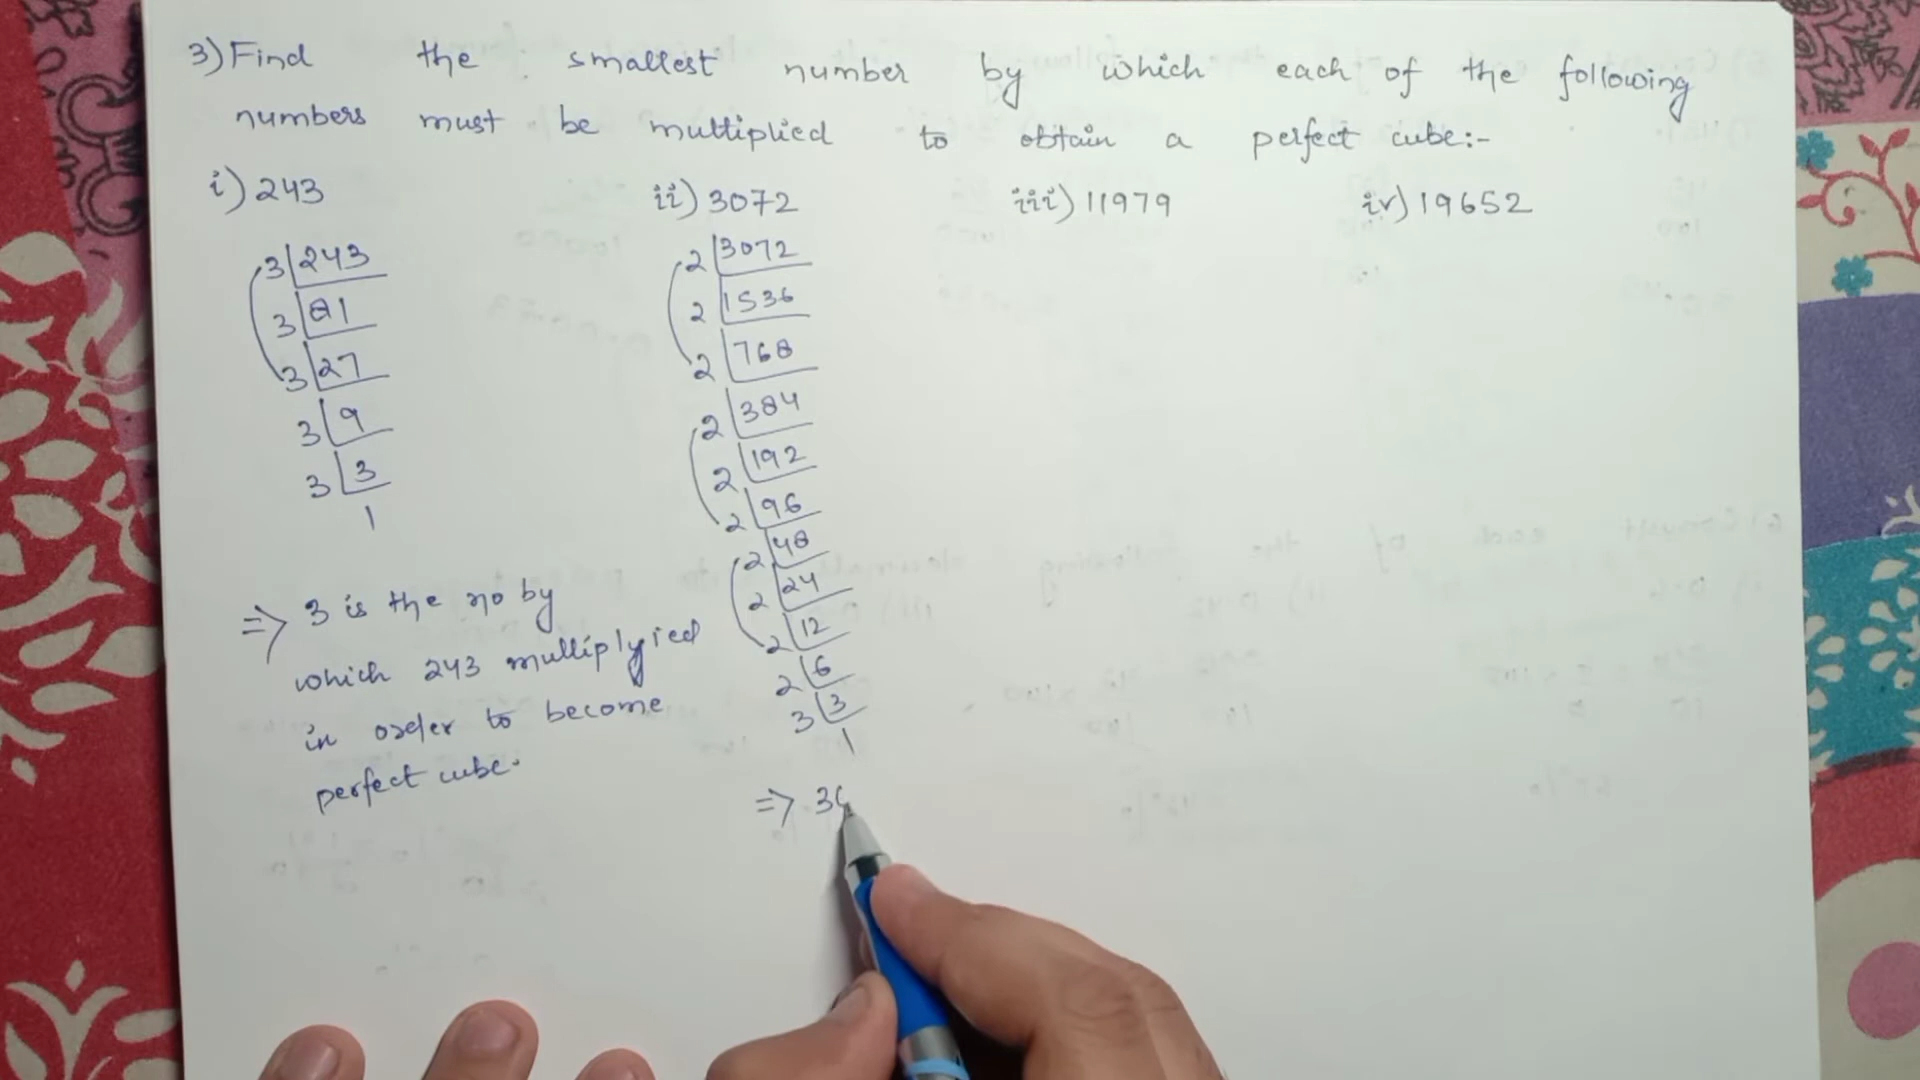 3) Find the smallest number by which each of the following
numbers must be multiplied to obtain a perfect cube:-
i) 243
ii) 3072
iii) 11979
iv) 19652
3 243
3 81
3 27
3 9
3 3
1
⇒ 3 is the no by
which 243 multiplyied
in order to become
perfect cube.
2 3072
2 1536
2 768
2 384
2 192
2 96
2 48
2 24
2 12
2 6
3 3
1
⇒ 3